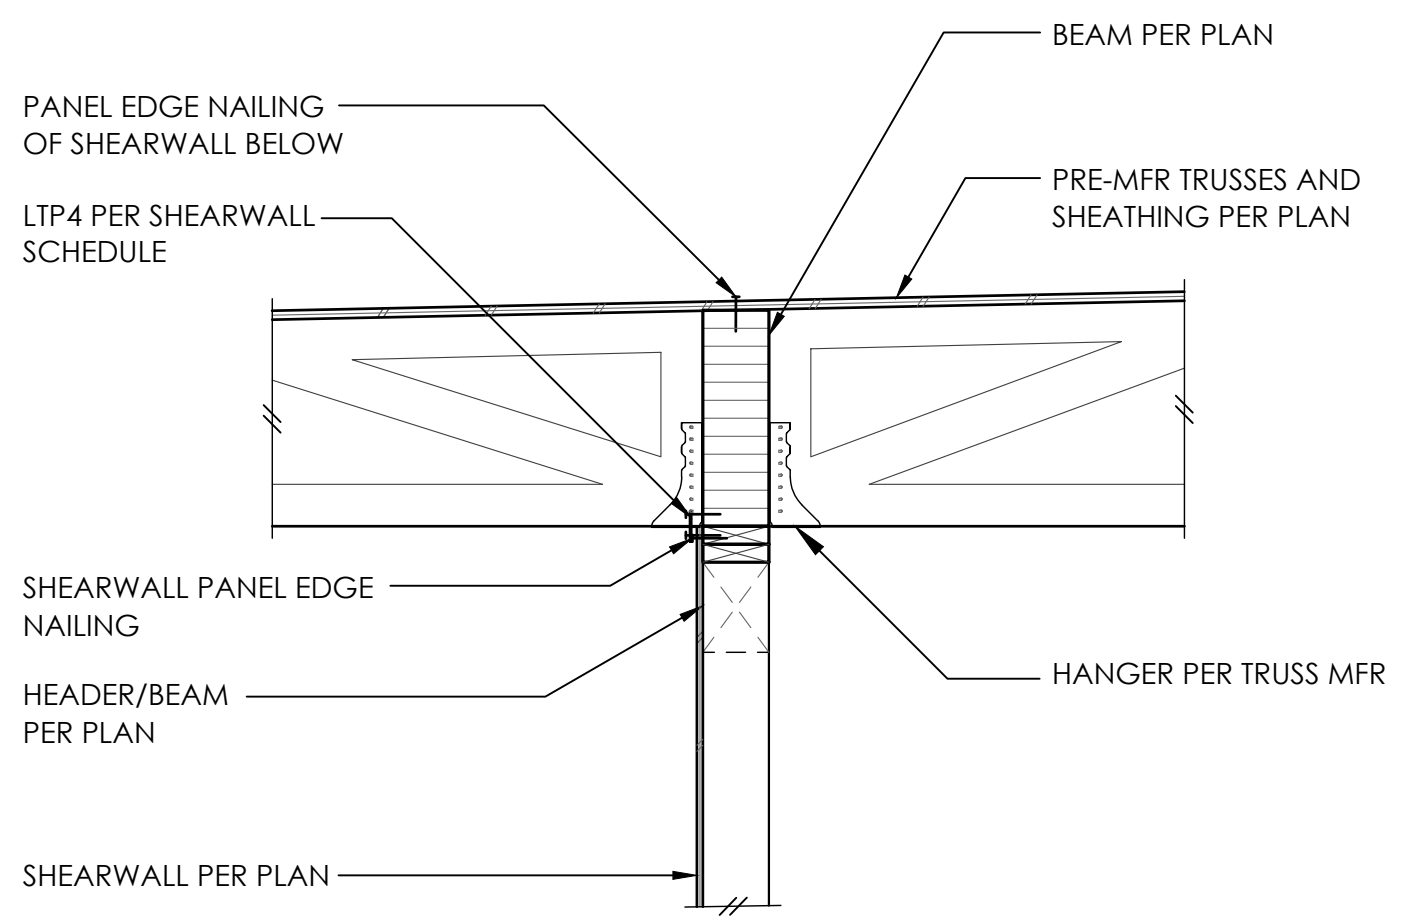 BEAM PER PLAN
PANEL EDGE NAILING
OF SHEARWALL BELOW
PRE-MFR TRUSSES AND
SHEATHING PER PLAN
LTP4 PER SHEARWALL
SCHEDULE
SHEARWALL PANEL EDGE
NAILING
HEADER/BEAM
PER PLAN
HANGER PER TRUSS MFR
SHEARWALL PER PLAN